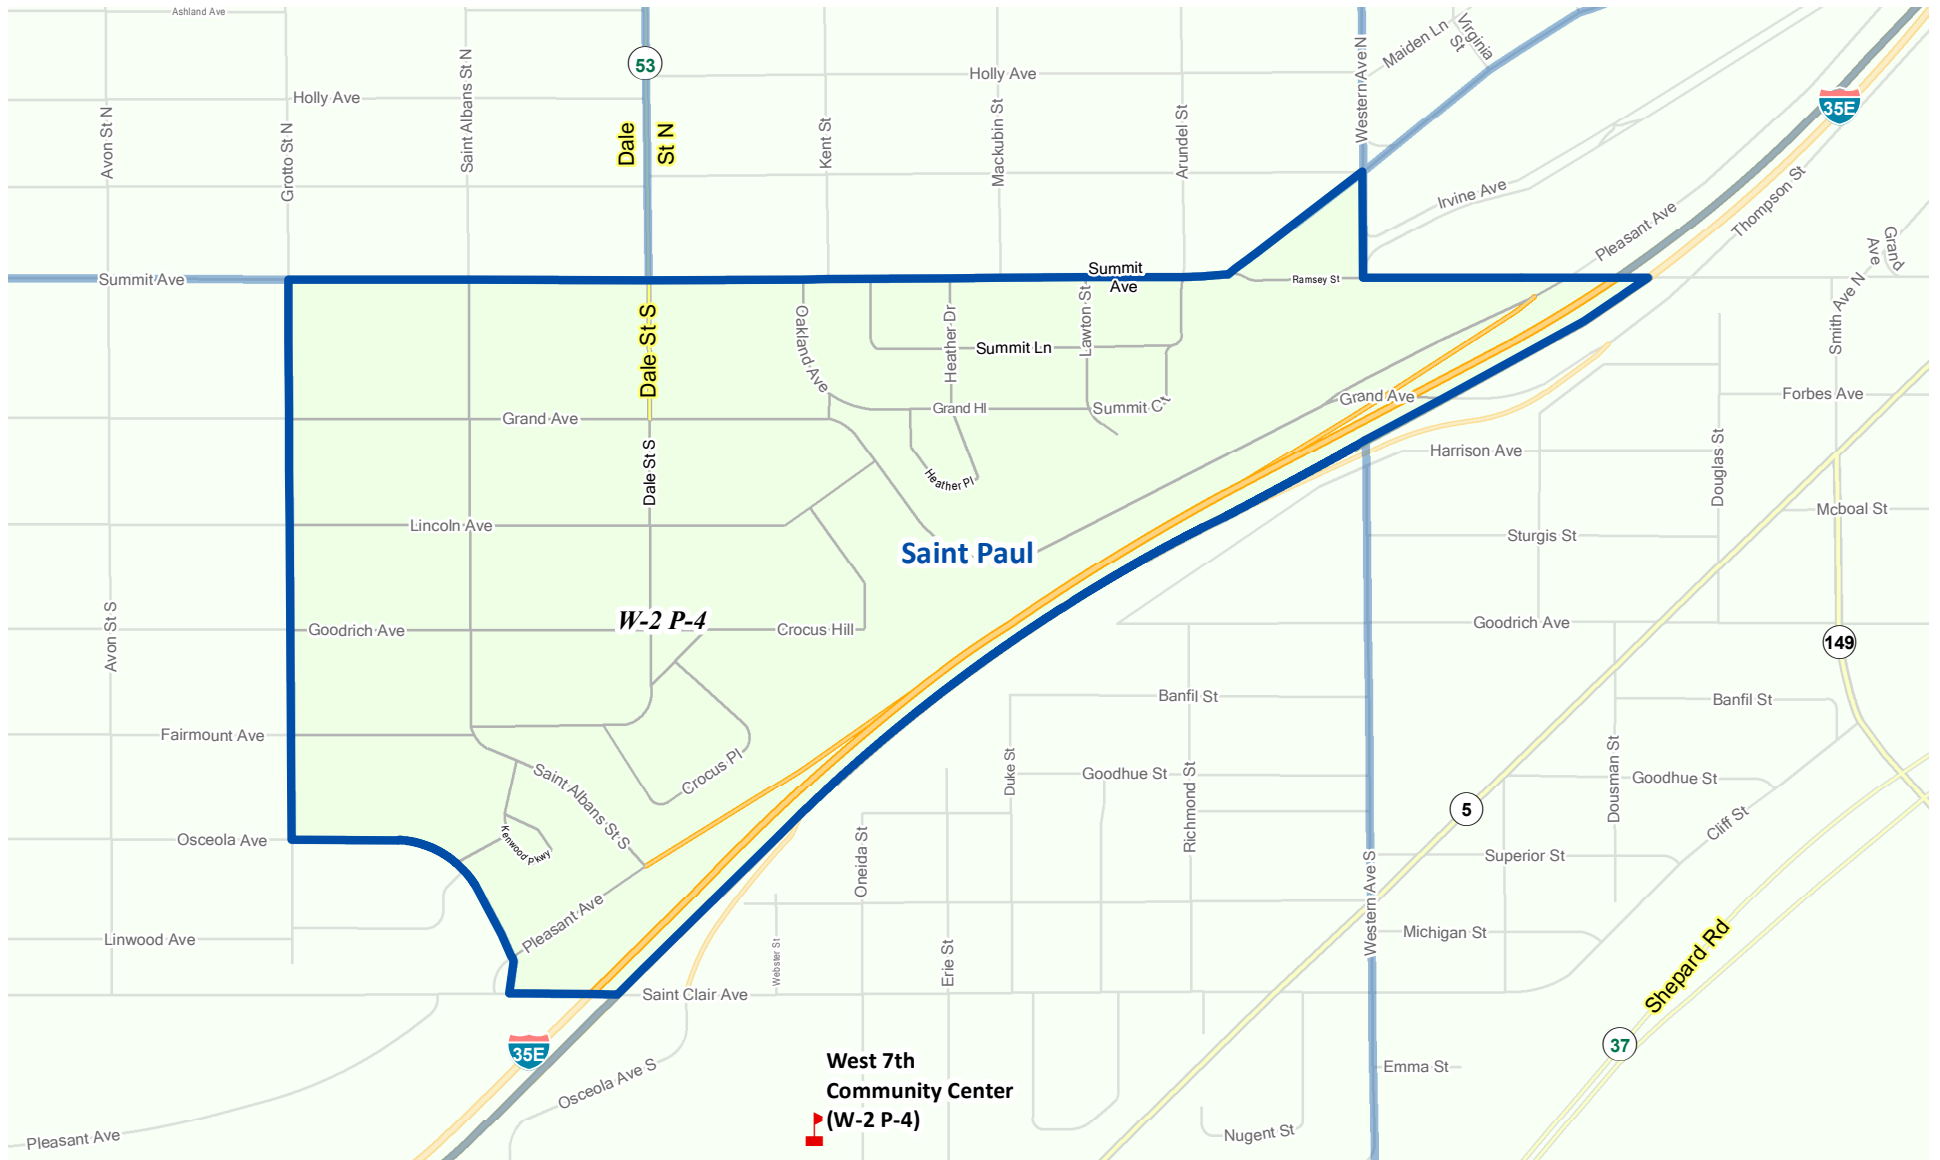 Ashland Ave
53
Holly Ave
Holly Ave
Maiden Ln
Virginia
St
35E
Avon St N
Grotto St N
Saint Albans St N
Dale
St N
Kent St
Mackubin St
Arundel St
Western Ave N
Irvine Ave
Pleasant Ave
Thompson St
Grand
Ave
Summit Ave
Summit
Ave
Ramsey St
Smith Ave N
Dale St S
Oakland Ave
Heather Dr
Lawton St
Summit Ln
Grand Ave
Grand Hl
Summit Ct
Grand Ave
Forbes Ave
Dale St S
Heather Pl
Harrison Ave
Douglas St
Lincoln Ave
Mcboal St
Sturgis St
Saint Paul
Avon St S
W-2 P-4
Goodrich Ave
Crocus Hill
Goodrich Ave
149
Banfil St
Banfil St
Fairmount Ave
Crocus Pl
Saint Albans St S
Duke St
Goodhue St
Richmond St
Dousman St
Goodhue St
5
Cliff St
Osceola Ave
Kenwood Pkwy
Oneida St
Superior St
Pleasant Ave
Linwood Ave
Webster St
Erie St
Western Ave S
Michigan St
Shepard Rd
Saint Clair Ave
35E
37
Osceola Ave S
West 7th
Community Center
(W-2 P-4)
Emma St
Pleasant Ave
Nugent St